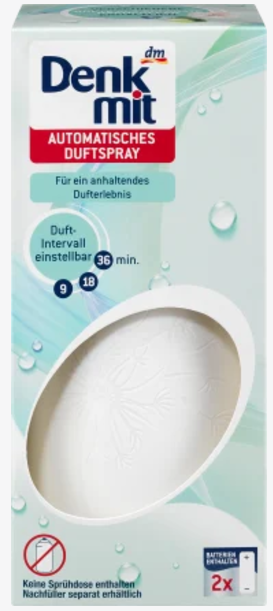 dm
Denk
mit
AUTOMATISCHES
DUFTSPRAY
Für ein anhaltendes
Dufterlebnis
Duft-
Intervall
einstellbar 36 min.
9 18
Keine Sprühdose enthalten
Nachfüller separat erhältlich
BATTERIEN
ENTHALTEN
2x